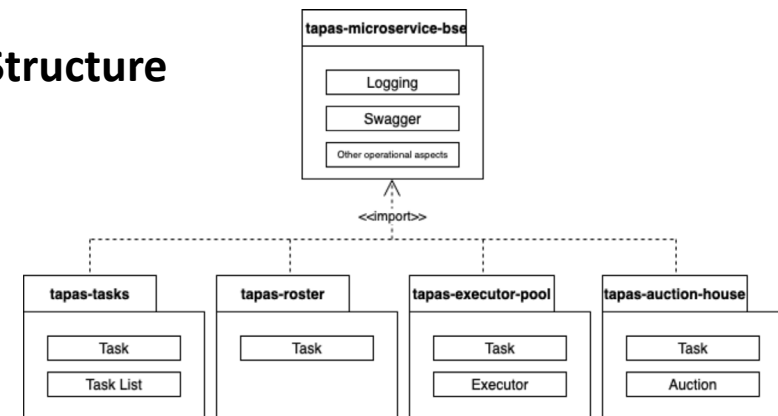 Structure
tapas-microservice-bse
Logging
Swagger
Other operational aspects
<<import>>
tapas-tasks
Task
Task List
tapas-roster
Task
tapas-executor-pool
Task
Executor
tapas-auction-house
Task
Auction